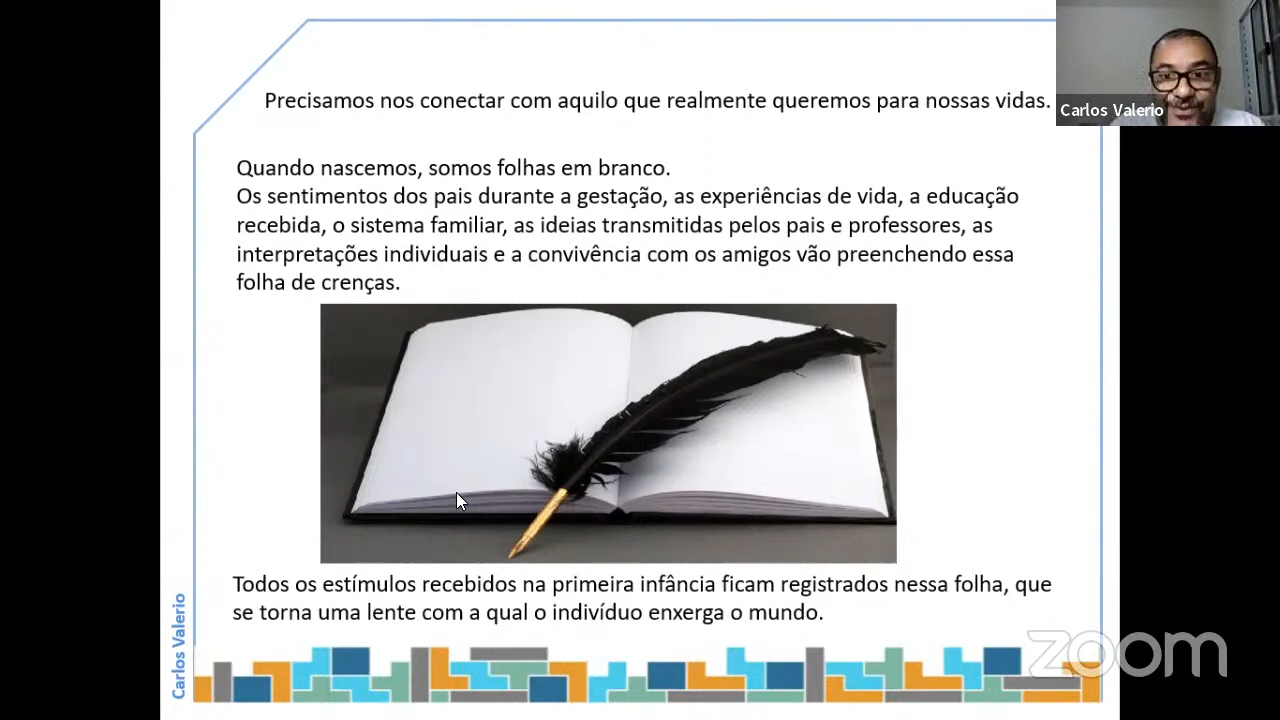 Precisamos nos conectar com aquilo que realmente queremos para nossas vidas.
Carlos Valerio
Quando nascemos, somos folhas em branco.
Os sentimentos dos pais durante a gestação, as experiências de vida, a educação
recebida, o sistema familiar, as ideias transmitidas pelos pais e professores, as
interpretações individuais e a convivência com os amigos vão preenchendo essa
folha de crenças.
Todos os estímulos recebidos na primeira infância ficam registrados nessa folha, que
se torna uma lente com a qual o indivíduo enxerga o mundo.
Carlos Valerio
zoom